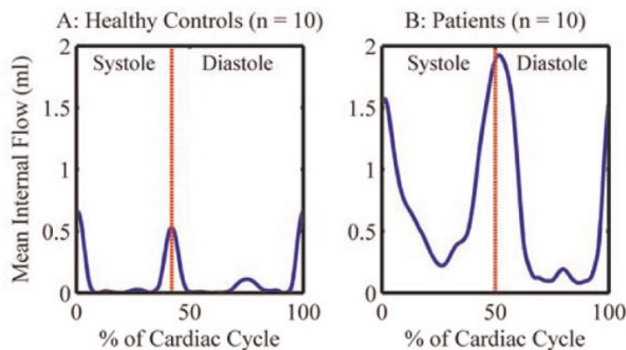 A: Healthy Controls (n = 10)
B: Patients (n = 10)
Mean Internal Flow (ml)
2
1.5
1
0.5
0
Systole
Diastole
0
50
100
% of Cardiac Cycle
2
1.5
1
0.5
0
Systole
Diastole
0
50
100
% of Cardiac Cycle